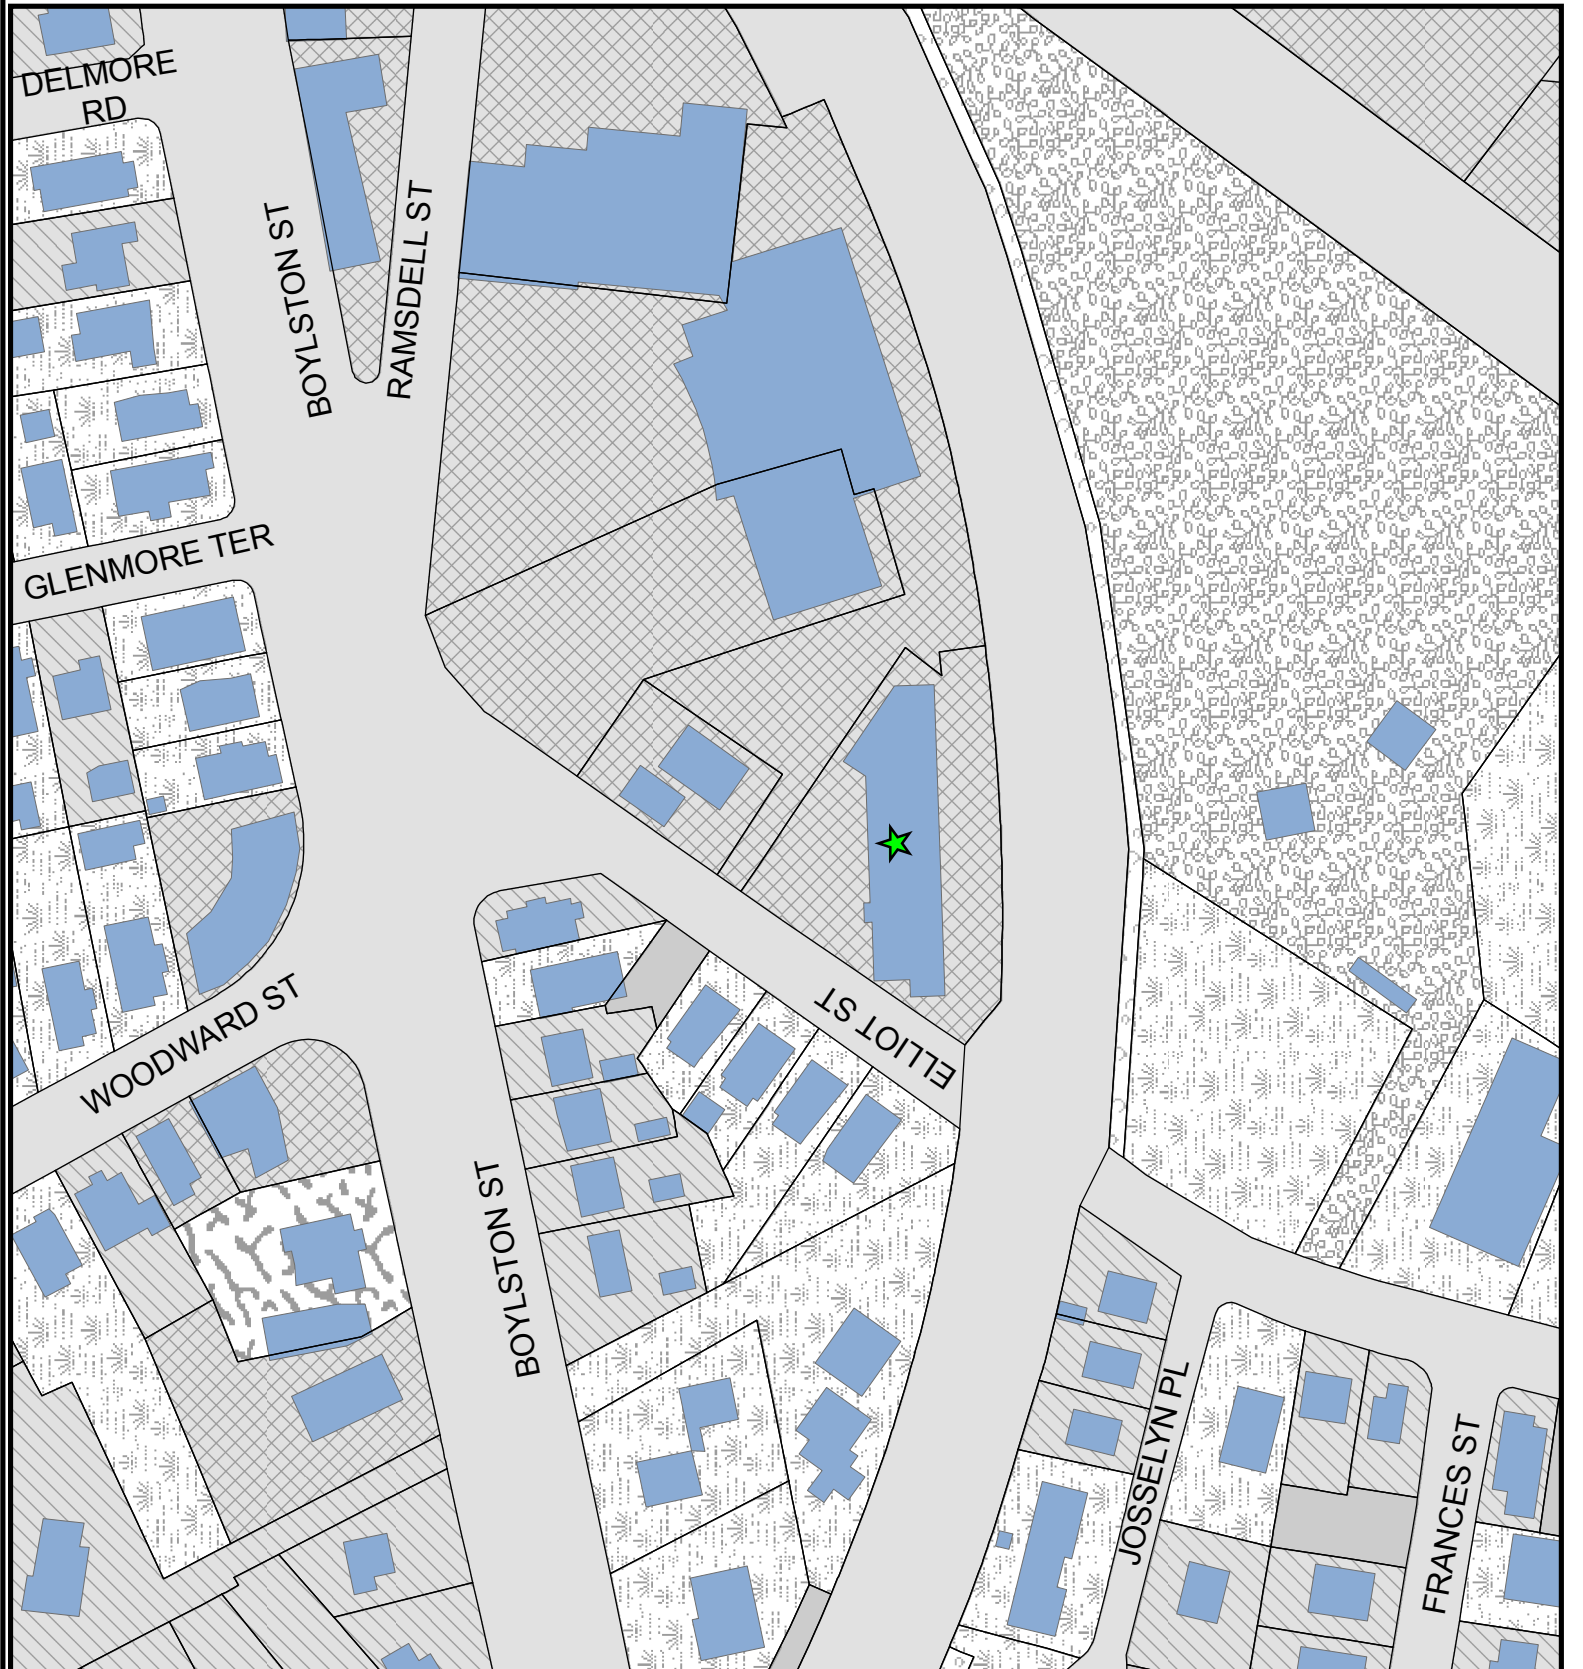 DELMORE
RD
BOYLSTON ST
RAMSDELL ST
GLENMORE TER
WOODWARD ST
ELLIOT ST
BOYLSTON ST
JOSSELYN PL
FRANCES ST